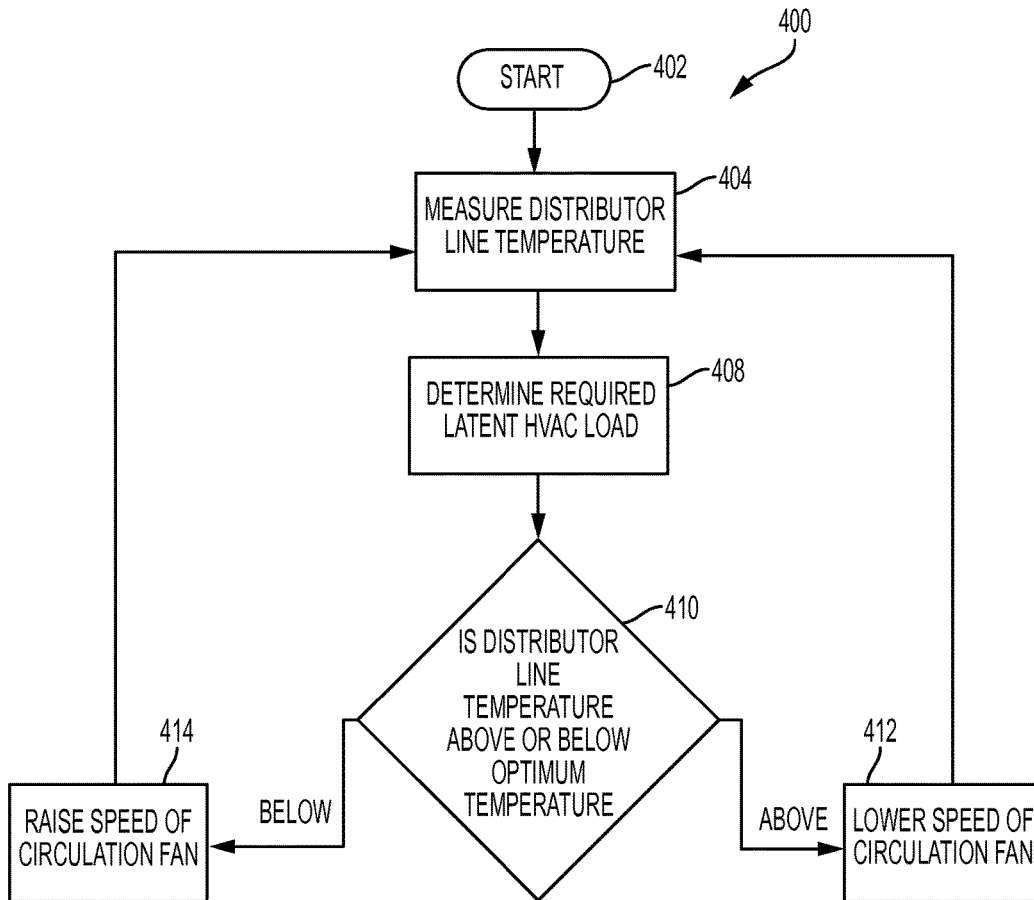 400
START
402
MEASURE DISTRIBUTOR
LINE TEMPERATURE
404
DETERMINE REQUIRED
LATENT HVAC LOAD
408
IS DISTRIBUTOR
LINE
TEMPERATURE
ABOVE OR BELOW
OPTIMUM
TEMPERATURE
410
BELOW
ABOVE
414
RAISE SPEED OF
CIRCULATION FAN
412
LOWER SPEED OF
CIRCULATION FAN